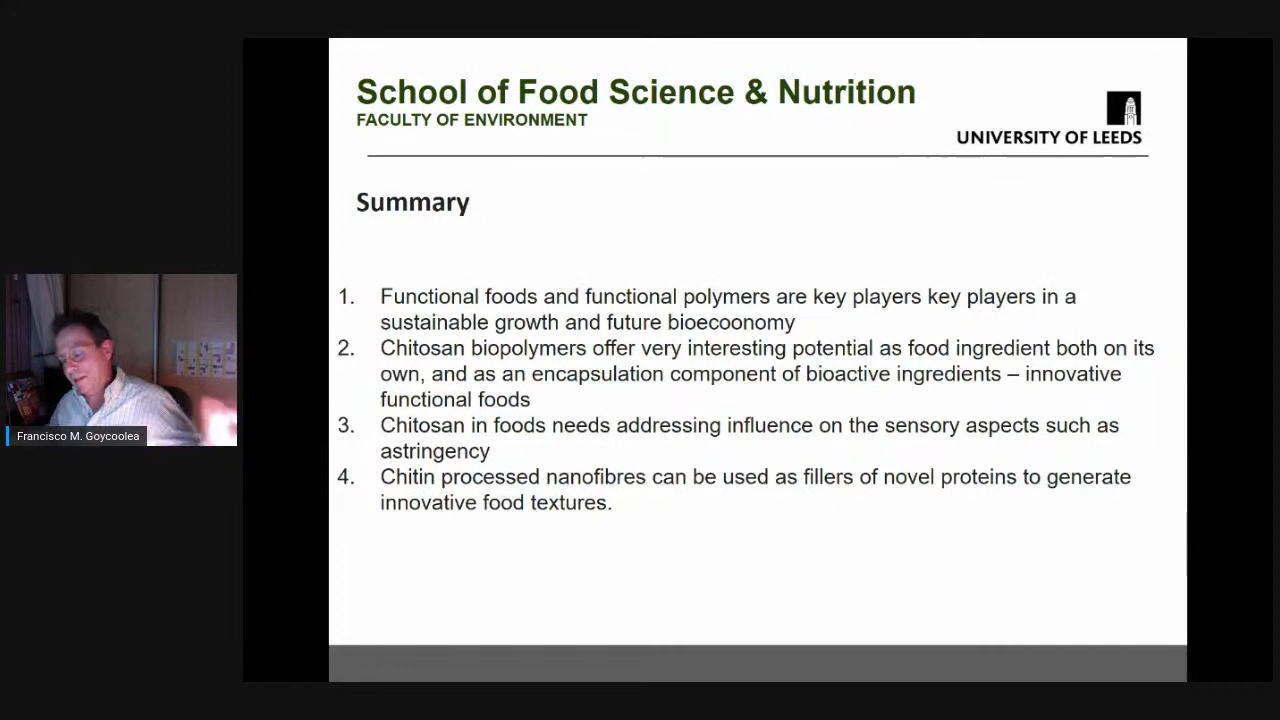 School of Food Science & Nutrition
FACULTY OF ENVIRONMENT
UNIVERSITY OF LEEDS
Summary
1. Functional foods and functional polymers are key players key players in a
sustainable growth and future bioecoonomy
2. Chitosan biopolymers offer very interesting potential as food ingredient both on its
own, and as an encapsulation component of bioactive ingredients – innovative
functional foods
3. Chitosan in foods needs addressing influence on the sensory aspects such as
astringency
4. Chitin processed nanofibres can be used as fillers of novel proteins to generate
innovative food textures.
Francisco M. Goycoolea